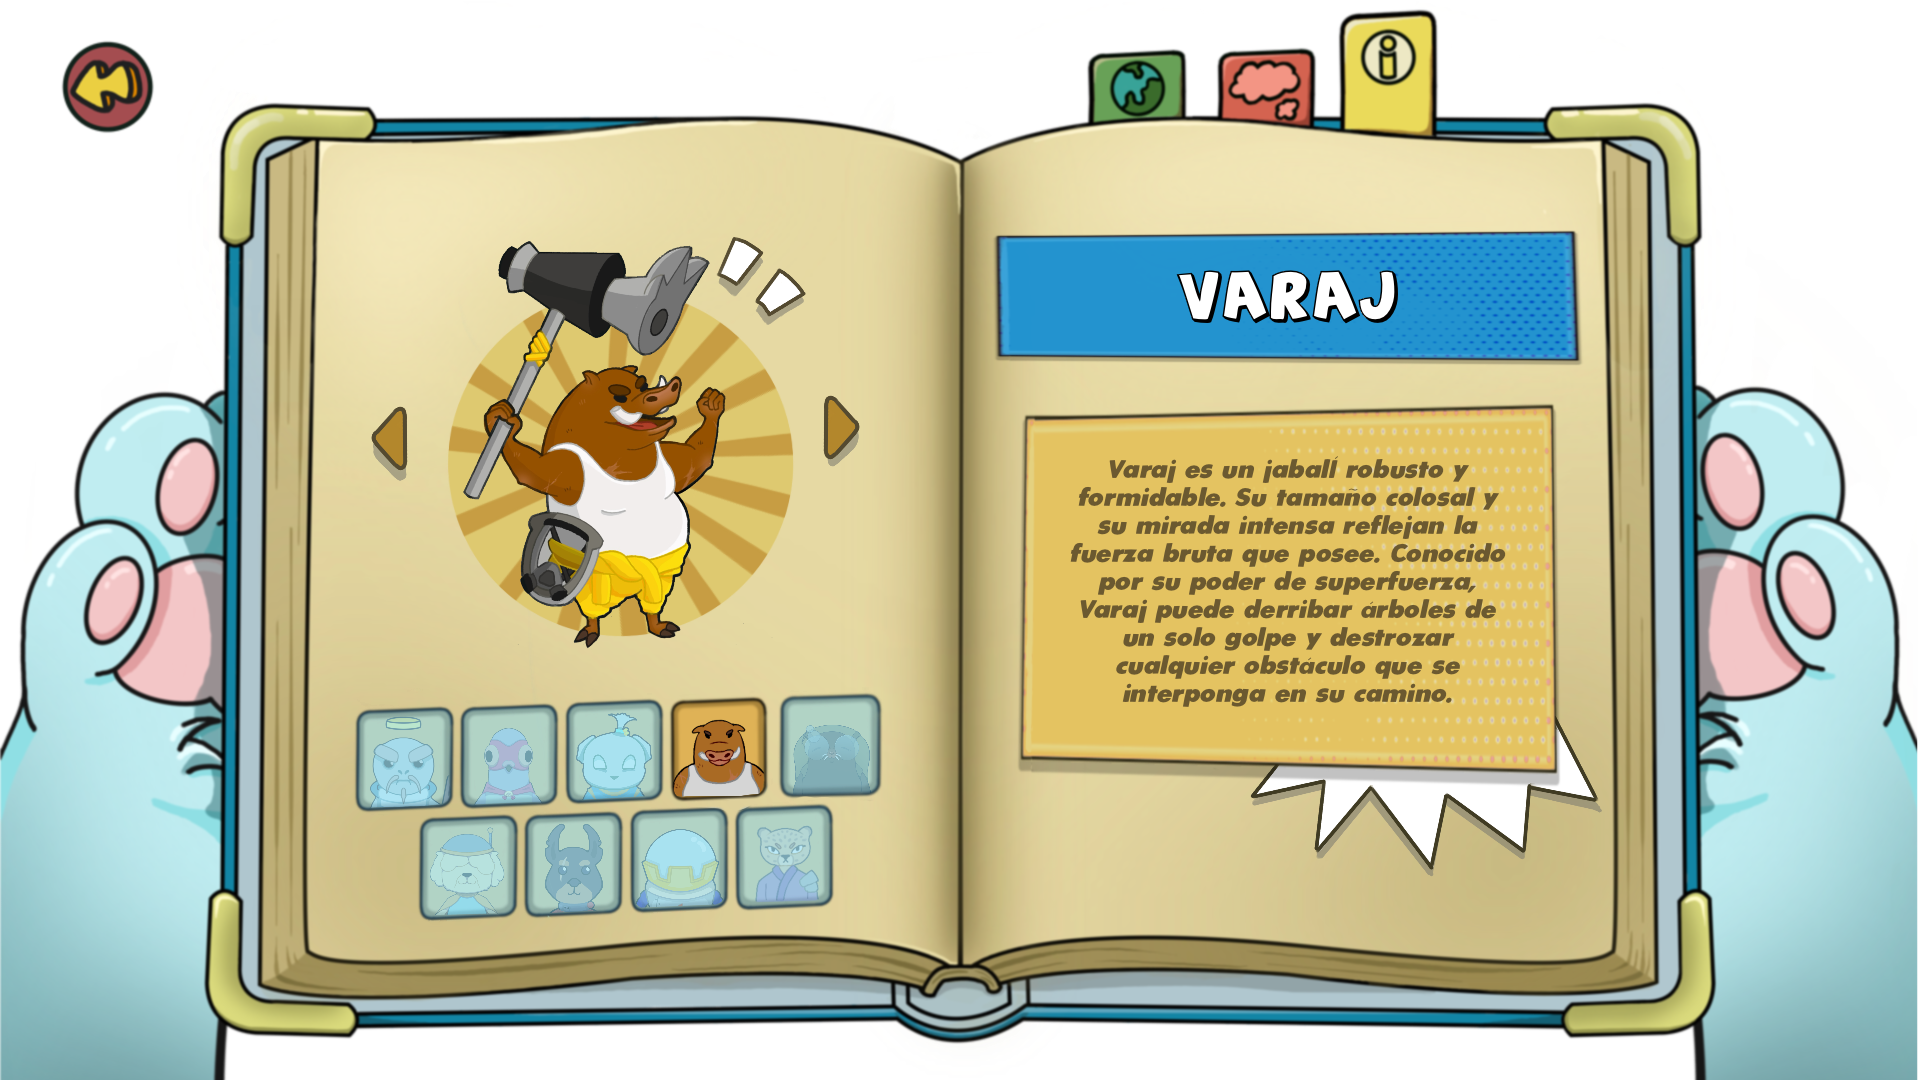 VARAJ
Varaj es un jabalí robusto y
formidable. Su tamaño colosal y
su mirada intensa reflejan la
fuerza bruta que posee. Conocido
por su poder de superfuerza,
Varaj puede derribar árboles de
un solo golpe y destrozar
cualquier obstáculo que se
interponga en su camino.